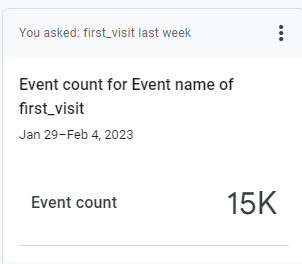 You asked: first_visit last week
Event count for Event name of
first_visit
Jan 29–Feb 4, 2023
Event count 15K